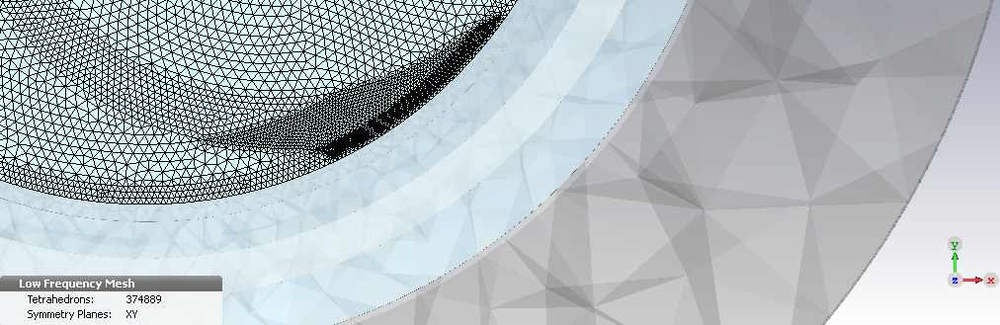 y
z x
Low Frequency Mesh
Tetrahedrons: 374889
Symmetry Planes: XY